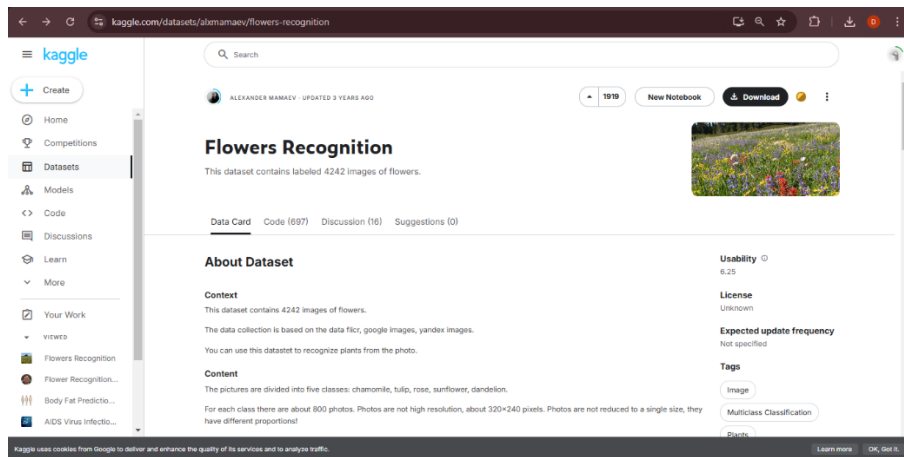 kaggle.com/datasets/alxmamaev/flowers-recognition
D
kaggle
Search
Create
ALEXANDER MAMAEV · UPDATED 3 YEARS AGO
1919
New Notebook
Download
Home
Competitions
Datasets
Models
Code
Discussions
Learn
More
Your Work
VIEWED
Flowers Recognition
Flower Recognition...
Body Fat Predictio...
AIDS Virus Infectio...
Flowers Recognition
This dataset contains labeled 4242 images of flowers.
Data Card Code (697) Discussion (16) Suggestions (0)
About Dataset
Context
This dataset contains 4242 images of flowers.
The data collection is based on the data flicr, google images, yandex images.
You can use this datastet to recognize plants from the photo.
Content
The pictures are divided into five classes: chamomile, tulip, rose, sunflower, dandelion.
For each class there are about 800 photos. Photos are not high resolution, about 320×240 pixels. Photos are not reduced to a single size, they
have different proportions!
Usability
6.25
License
Unknown
Expected update frequency
Not specified
Tags
Image
Multiclass Classification
Plants
Kaggle uses cookies from Google to deliver and enhance the quality of its services and to analyze traffic.
Learn more OK, Got it.